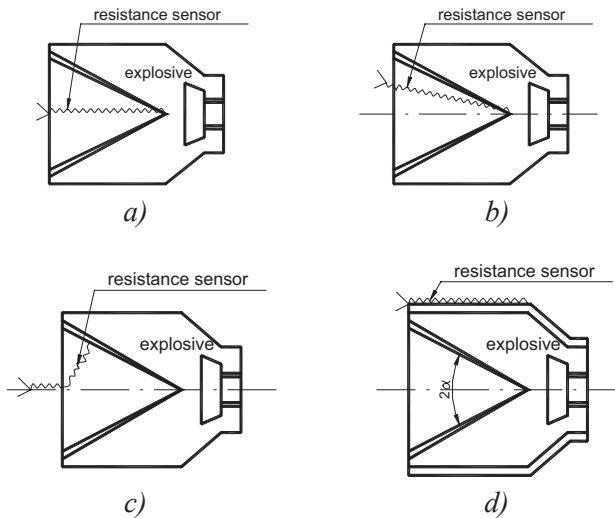 resistance sensor
explosive
a)
resistance sensor
explosive
b)
resistance sensor
explosive
c)
resistance sensor
explosive
2α
d)